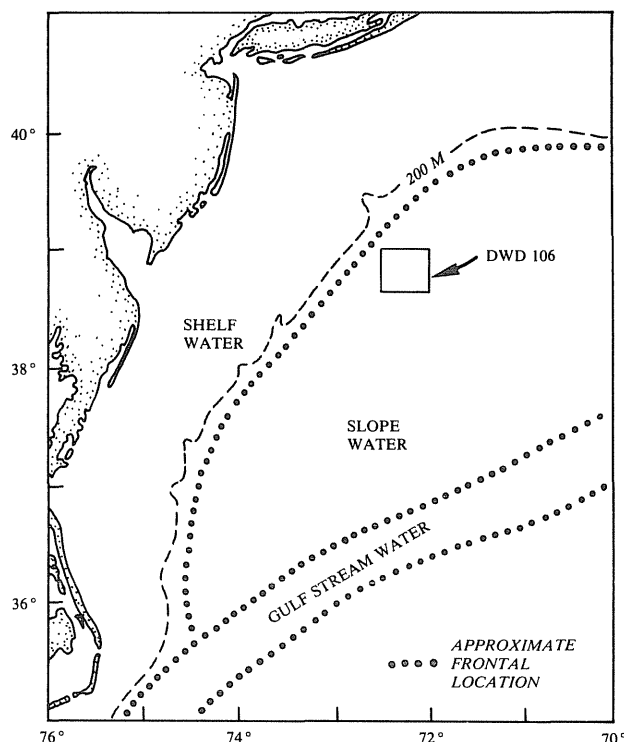 40°
200 M
DWD 106
SHELF
WATER
38°
SLOPE
WATER
GULF STREAM WATER
36°
APPROXIMATE
FRONTAL
LOCATION
76°
74
72
70°